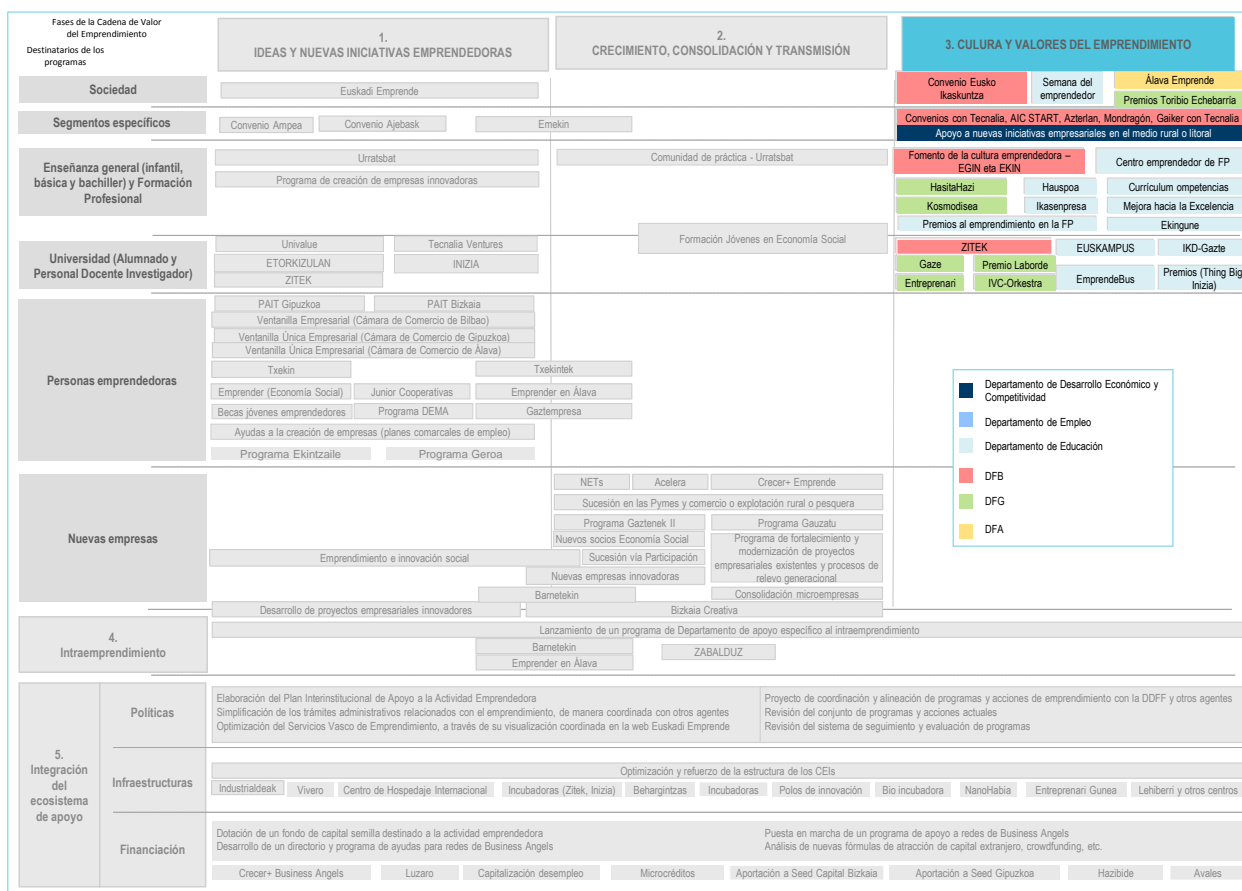 Fases de la Cadena de Valor
del Emprendimiento
Destinatarios de los
programas
1.
IDEAS Y NUEVAS INICIATIVAS EMPRENDEDORAS
2.
CRECIMIENTO, CONSOLIDACIÓN Y TRANSMISIÓN
3. CULURA Y VALORES DEL EMPRENDIMIENTO
Sociedad
Euskadi Emprende
Convenio Eusko
Ikaskuntza
Semana del
emprendedor
Álava Emprende
Premios Toribio Echebarría
Segmentos específicos
Convenio Ampea
Convenio Ajebask
Emekin
Convenios con Tecnalia, AIC START, Azterlan, Mondragón, Gaiker con Tecnalia
Apoyo a nuevas iniciativas empresariales en el medio rural o litoral
Enseñanza general (infantil,
básica y bachiller) y Formación
Profesional
Urratsbat
Programa de creación de empresas innovadoras
Comunidad de práctica - Urratsbat
Fomento de la cultura emprendedora –
EGIN eta EKIN
Centro emprendedor de FP
HasitaHazi
Hauspoa
Currículum ompetencias
Kosmodisea
Ikasenpresa
Mejora hacia la Excelencia
Premios al emprendimiento en la FP
Ekingune
Formación Jóvenes en Economía Social
Universidad (Alumnado y
Personal Docente Investigador)
Univalue
Tecnalia Ventures
ETORKIZULAN
INIZIA
ZITEK
ZITEK
EUSKAMPUS
IKD-Gazte
Gaze
Premio Laborde
Entreprenari
IVC-Orkestra
EmprendeBus
Premios (Thing Big
Inizia)
Personas emprendedoras
PAIT Gipuzkoa
PAIT Bizkaia
Ventanilla Empresarial (Cámara de Comercio de Bilbao)
Ventanilla Única Empresarial (Cámara de Comercio de Gipuzkoa)
Ventanilla Única Empresarial (Cámara de Comercio de Álava)
Txekin
Txekintek
Emprender (Economía Social)
Junior Cooperativas
Emprender en Álava
Becas jóvenes emprendedores
Programa DEMA
Gaztempresa
Ayudas a la creación de empresas (planes comarcales de empleo)
Programa Ekintzaile
Programa Geroa
Departamento de Desarrollo Económico y
Competitividad
Departamento de Empleo
Departamento de Educación
DFB
DFG
DFA
Nuevas empresas
NETs
Acelera
Crecer+ Emprende
Sucesión en las Pymes y comercio o explotación rural o pesquera
Programa Gaztenek II
Programa Gauzatu
Nuevos socios Economía Social
Programa de fortalecimiento y
modernización de proyectos
empresariales existentes y procesos de
relevo generacional
Emprendimiento e innovación social
Sucesión vía Participación
Nuevas empresas innovadoras
Barnetekin
Consolidación microempresas
Desarrollo de proyectos empresariales innovadores
Bizkaia Creativa
4.
Intraemprendimiento
Lanzamiento de un programa de Departamento de apoyo específico al intraemprendimiento
Barnetekin
Emprender en Álava
ZABALDUZ
5.
Integración
del
ecosistema
de apoyo
Políticas
Elaboración del Plan Interinstitucional de Apoyo a la Actividad Emprendedora
Simplificación de los trámites administrativos relacionados con el emprendimiento, de manera coordinada con otros agentes
Optimización del Servicios Vasco de Emprendimiento, a través de su visualización coordinada en la web Euskadi Emprende
Proyecto de coordinación y alineación de programas y acciones de emprendimiento con la DDFF y otros agentes
Revisión del conjunto de programas y acciones actuales
Revisión del sistema de seguimiento y evaluación de programas
Infraestructuras
Optimización y refuerzo de la estructura de los CEIs
Industrialdeak
Vivero
Centro de Hospedaje Internacional
Incubadoras (Zitek, Inizia)
Behargintzas
Incubadoras
Polos de innovación
Bio incubadora
NanoHabia
Entreprenari Gunea
Lehiberri y otros centros
Financiación
Dotación de un fondo de capital semilla destinado a la actividad emprendedora
Desarrollo de un directorio y programa de ayudas para redes de Business Angels
Puesta en marcha de un programa de apoyo a redes de Business Angels
Análisis de nuevas fórmulas de atracción de capital extranjero, crowdfunding, etc.
Crecer+ Business Angels
Luzaro
Capitalización desempleo
Microcréditos
Aportación a Seed Capital Bizkaia
Aportación a Seed Gipuzkoa
Hazibide
Avales